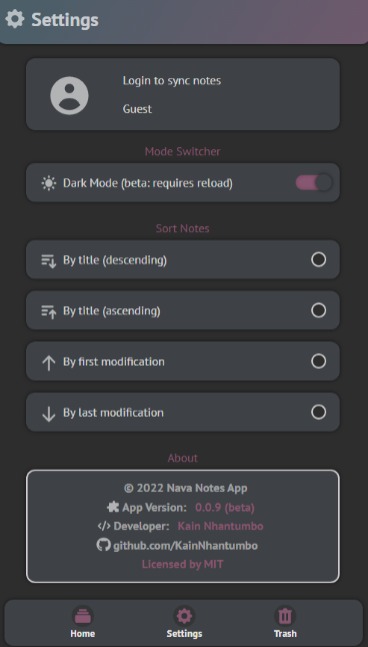 Settings
Login to sync notes
Guest
Mode Switcher
Dark Mode (beta: requires reload)
Sort Notes
By title (descending)
By title (ascending)
By first modification
By last modification
About
© 2022 Nava Notes App
App Version: 0.0.9 (beta)
Developer: Kain Nhantumbo
github.com/KainNhantumbo
Licensed by MIT
Home Settings Trash